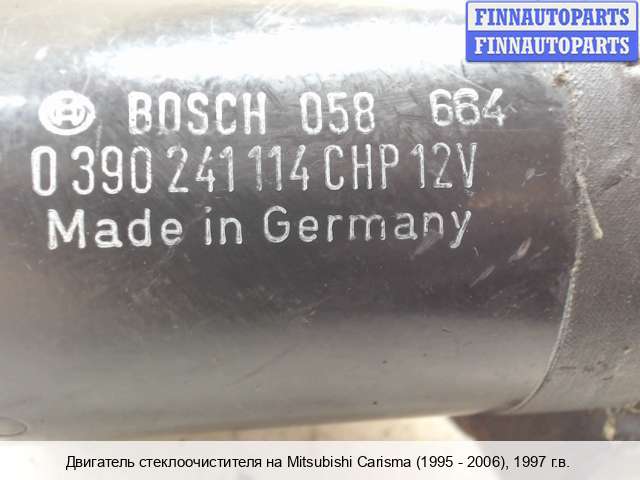 FINNAUTOPARTS
FINNAUTOPARTS
BOSCH 058 664
0 390 241 114 CHP 12V
Made in Germany
Двигатель стеклоочистителя на Mitsubishi Carisma (1995 - 2006), 1997 г.в.